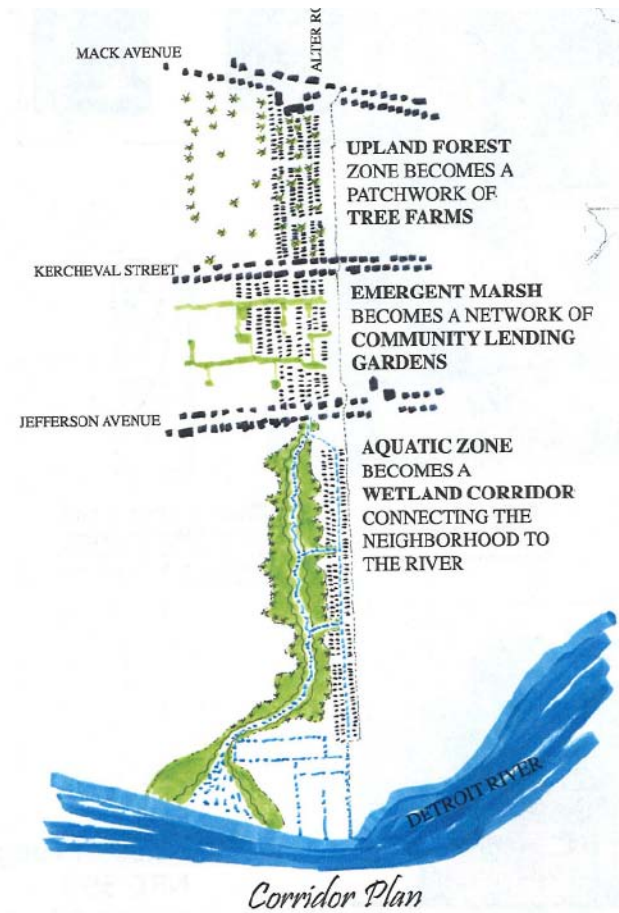 ALTER RO
MACK AVENUE
UPLAND FOREST
ZONE BECOMES A
PATCHWORK OF
TREE FARMS
KERCHEVAL STREET
EMERGENT MARSH
BECOMES A NETWORK OF
COMMUNITY LENDING
GARDENS
JEFFERSON AVENUE
AQUATIC ZONE
BECOMES A
WETLAND CORRIDOR
CONNECTING THE
NEIGHBORHOOD TO
THE RIVER
DETROIT RIVER
Corridor Plan